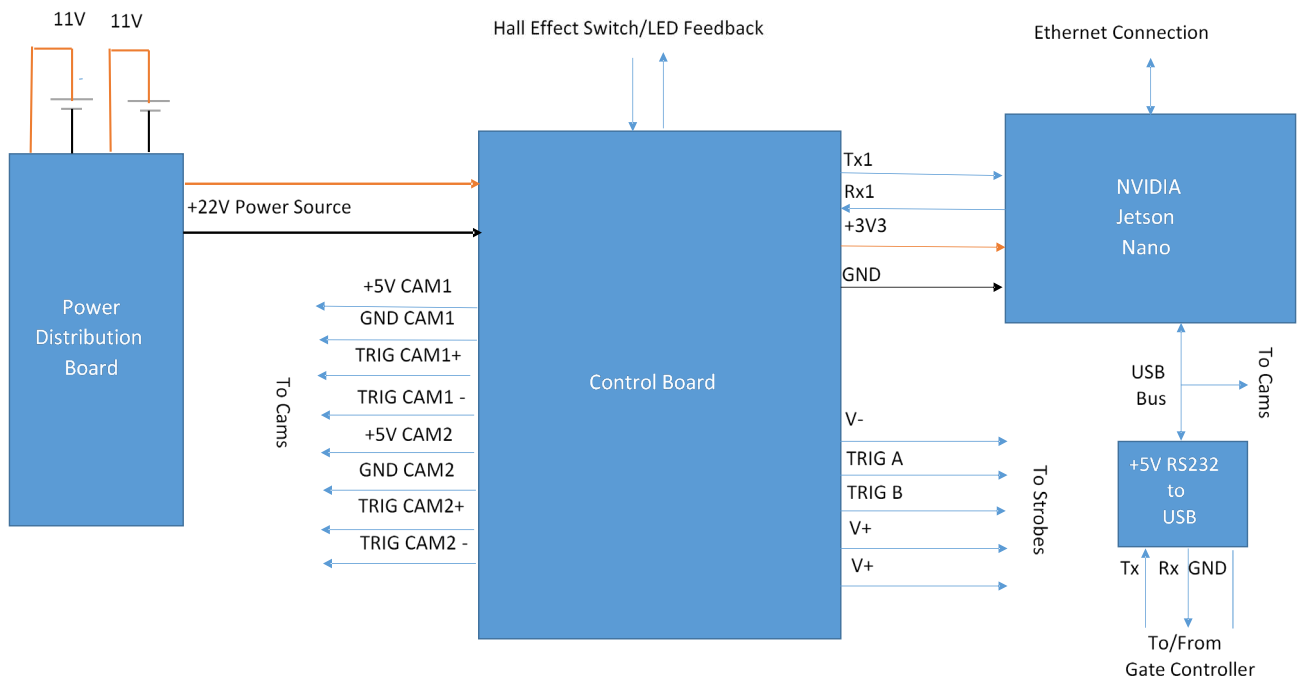 11V
11V
Hall Effect Switch/LED Feedback
Ethernet Connection
+22V Power Source
Power
Distribution
Board
+5V CAM1
GND CAM1
TRIG CAM1+
TRIG CAM1 -
+5V CAM2
GND CAM2
TRIG CAM2+
TRIG CAM2 -
To Cams
Control Board
Tx1
Rx1
+3V3
GND
NVIDIA
Jetson
Nano
V-
TRIG A
TRIG B
V+
V+
To Strobes
USB
Bus
To Cams
+5V RS232
to
USB
Tx
Rx
GND
To/From
Gate Controller